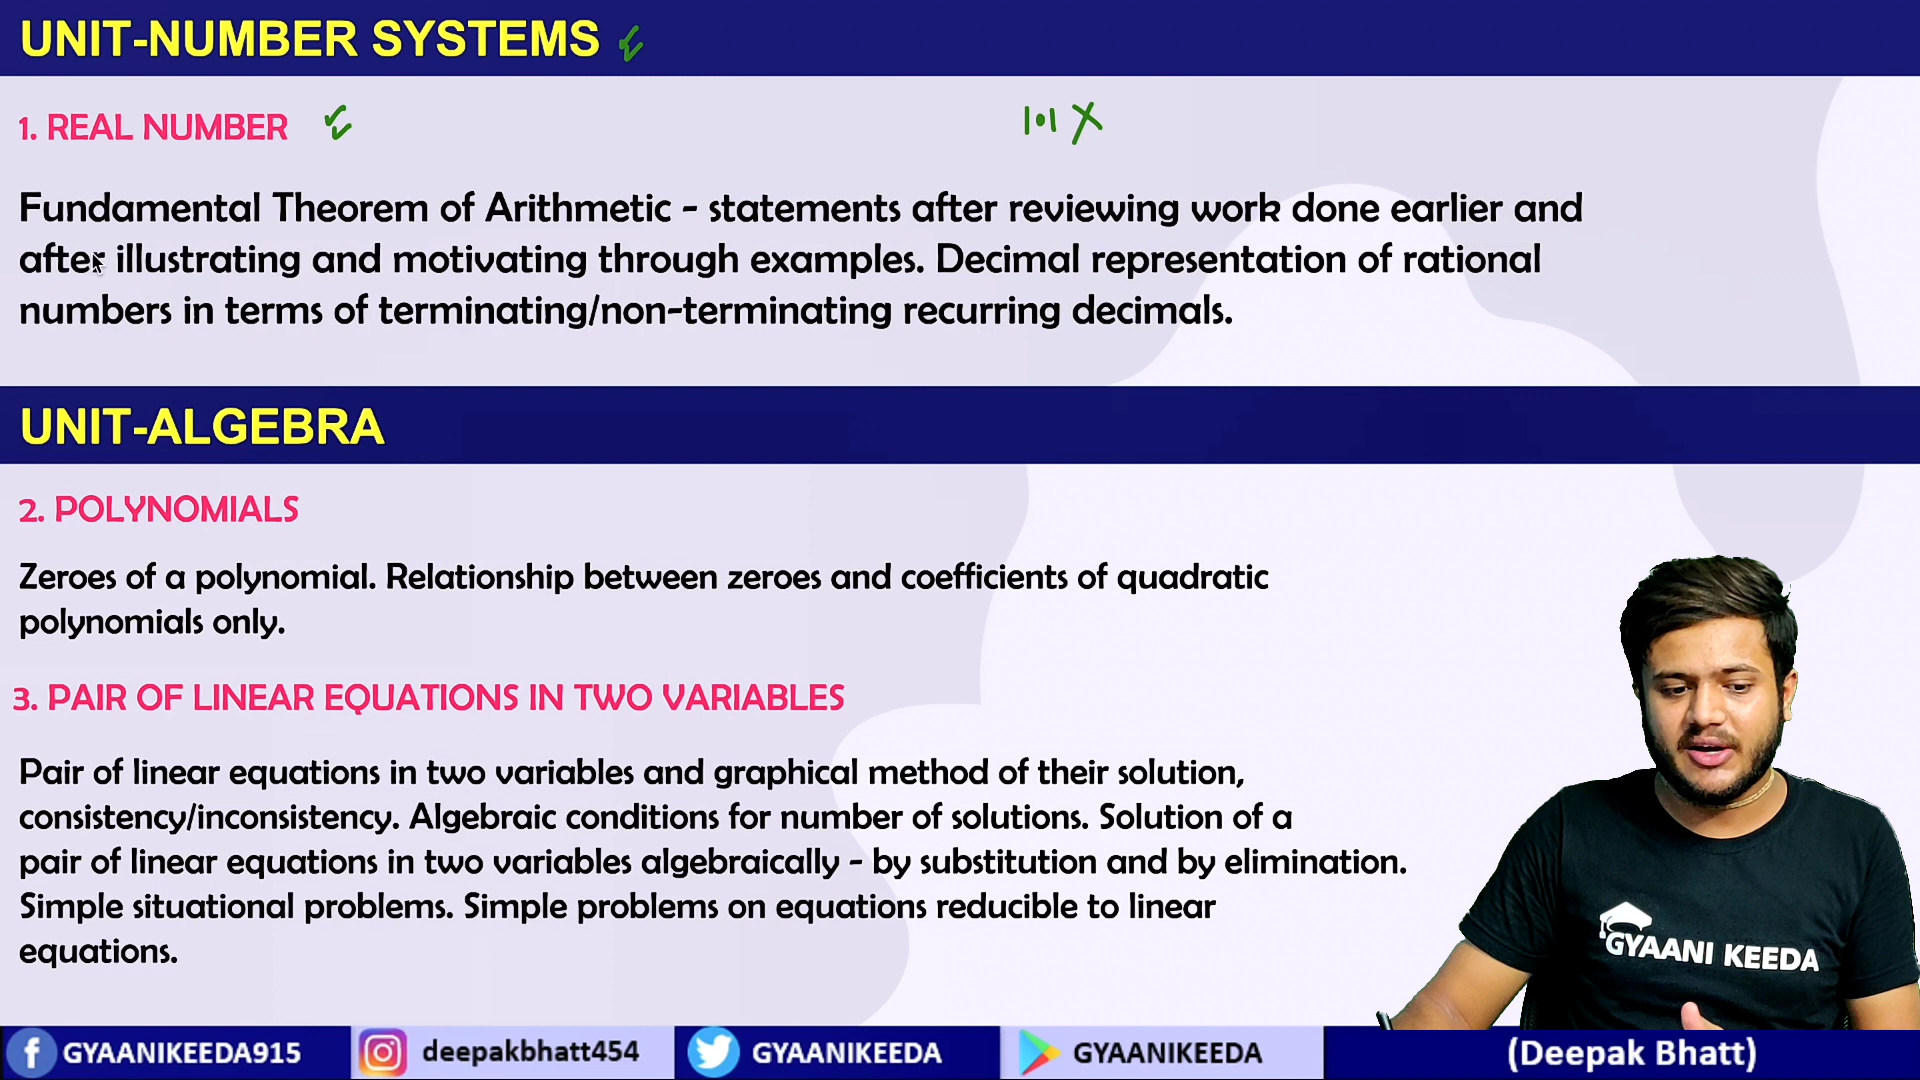 UNIT-NUMBER SYSTEMS
1. REAL NUMBER
1.1 X
Fundamental Theorem of Arithmetic - statements after reviewing work done earlier and
after illustrating and motivating through examples. Decimal representation of rational
numbers in terms of terminating/non-terminating recurring decimals.
UNIT-ALGEBRA
2. POLYNOMIALS
Zeroes of a polynomial. Relationship between zeroes and coefficients of quadratic
polynomials only.
3. PAIR OF LINEAR EQUATIONS IN TWO VARIABLES
Pair of linear equations in two variables and graphical method of their solution,
consistency/inconsistency. Algebraic conditions for number of solutions. Solution of a
pair of linear equations in two variables algebraically - by substitution and by elimination.
Simple situational problems. Simple problems on equations reducible to linear
equations.
GYAANI KEEDA
GYAANIKEEDA915 deepakbhatt454 GYAANIKEEDA GYAANIKEEDA (Deepak Bhatt)